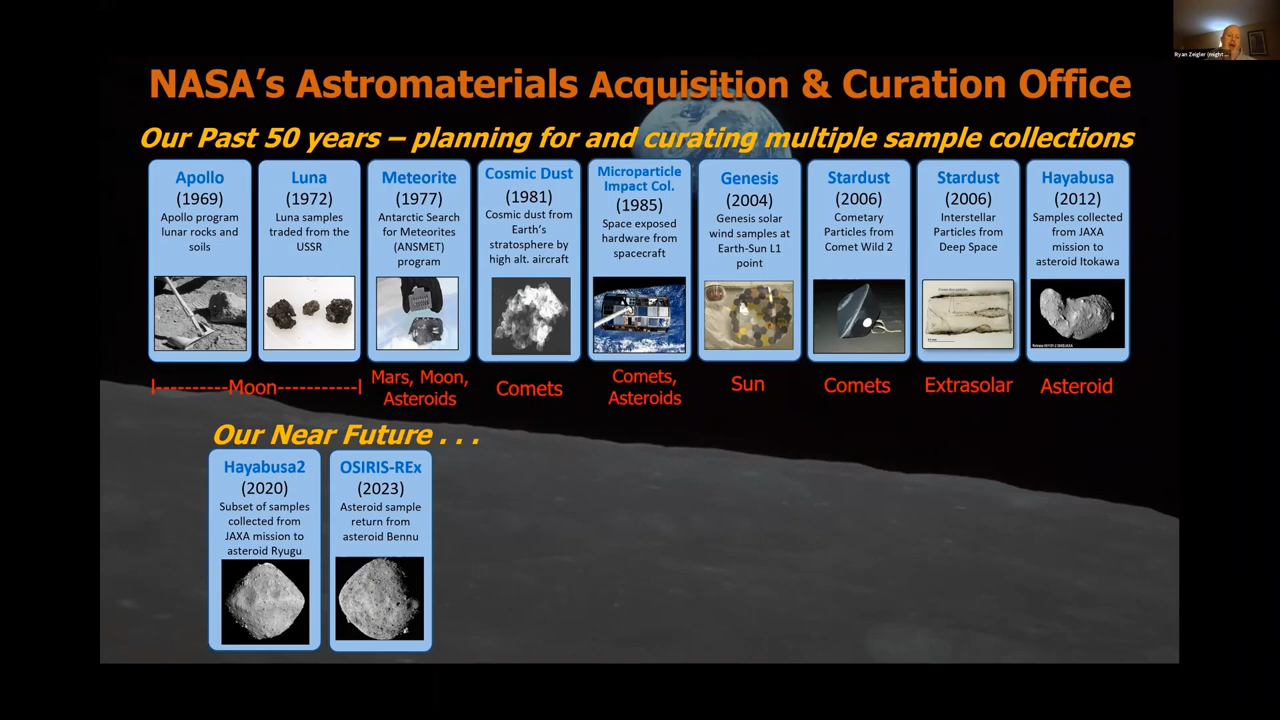 Ryan Zeigler (might ...
NASA's Astromaterials Acquisition & Curation Office
Our Past 50 years – planning for and curating multiple sample collections
Apollo
(1969)
Apollo program
lunar rocks and
soils
Luna
(1972)
Luna samples
traded from the
USSR
Meteorite
(1977)
Antarctic Search
for Meteorites
(ANSMET)
program
Cosmic Dust
(1981)
Cosmic dust from
Earth's
stratosphere by
high alt. aircraft
Microparticle
Impact Col.
(1985)
Space exposed
hardware from
spacecraft
Genesis
(2004)
Genesis solar
wind samples at
Earth-Sun L1
point
Stardust
(2006)
Cometary
Particles from
Comet Wild 2
Stardust
(2006)
Interstellar
Particles from
Deep Space
Hayabusa
(2012)
Samples collected
from JAXA
mission to
asteroid Itokawa
|----------Moon-----------|
Mars, Moon,
Asteroids
Comets
Comets,
Asteroids
Sun
Comets
Extrasolar
Asteroid
Our Near Future . . .
Hayabusa2
(2020)
Subset of samples
collected from
JAXA mission to
asteroid Ryugu
OSIRIS-REx
(2023)
Asteroid sample
return from
asteroid Bennu